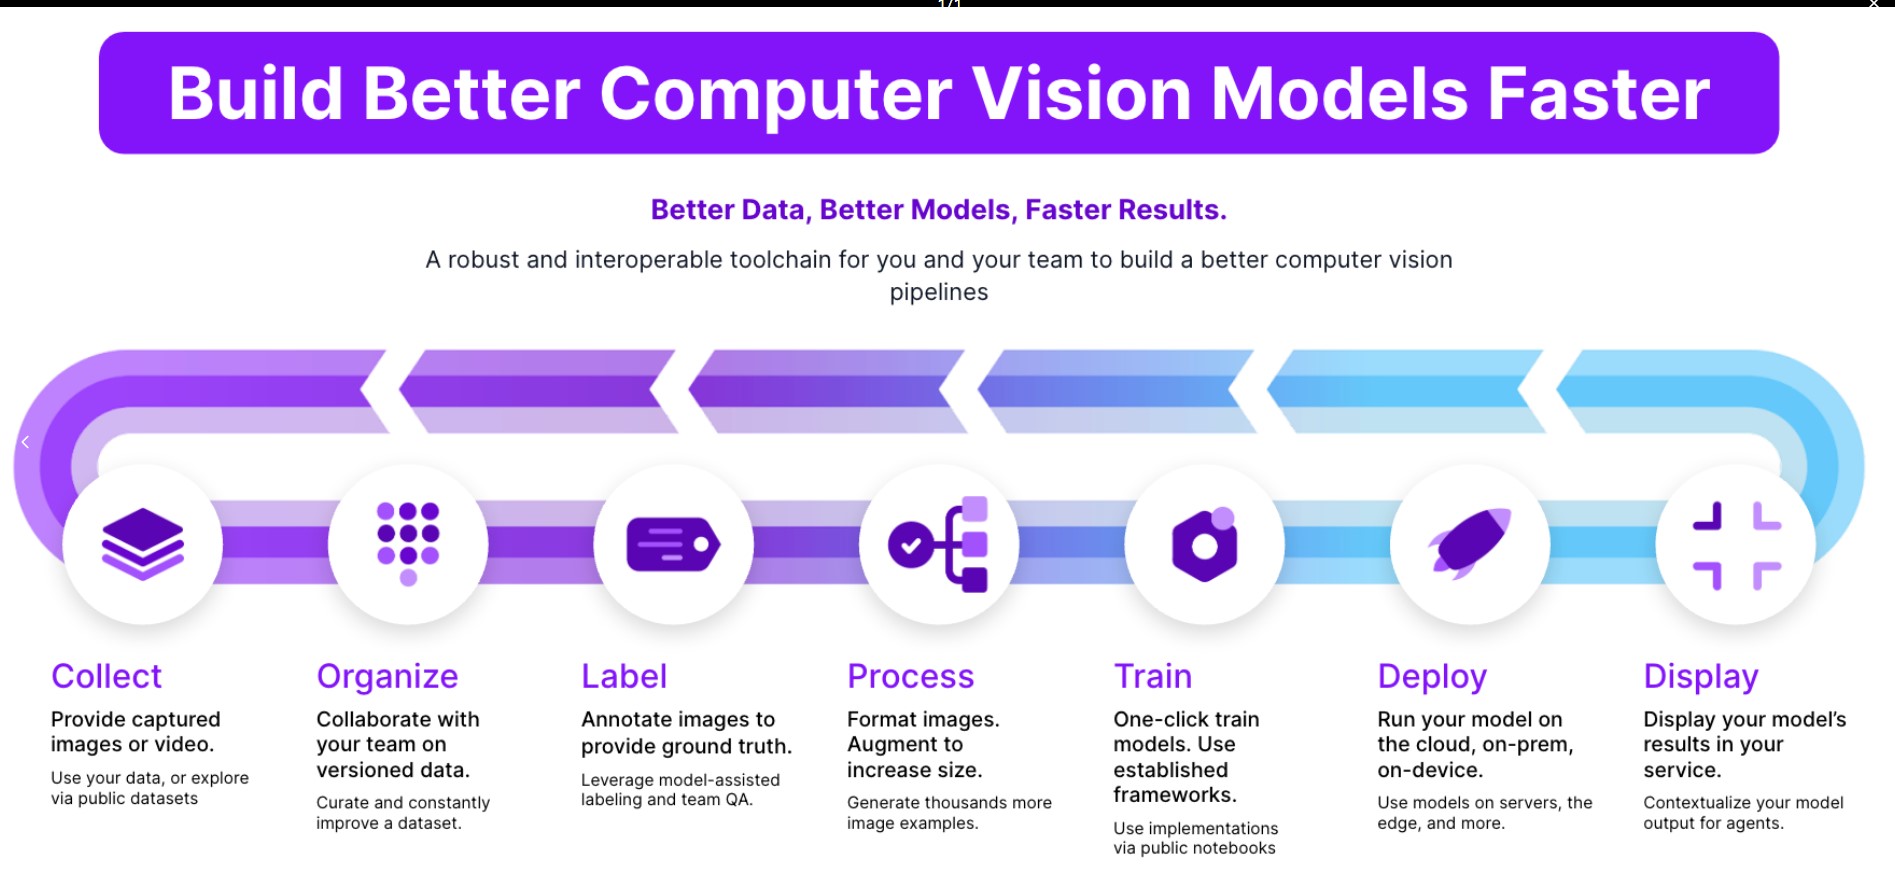 1/1
Build Better Computer Vision Models Faster
Better Data, Better Models, Faster Results.
A robust and interoperable toolchain for you and your team to build a better computer vision
pipelines
Collect
Provide captured
images or video.
Use your data, or explore
via public datasets
Organize
Collaborate with
your team on
versioned data.
Curate and constantly
improve a dataset.
Label
Annotate images to
provide ground truth.
Leverage model-assisted
labeling and team QA.
Process
Format images.
Augment to
increase size.
Generate thousands more
image examples.
Train
One-click train
models. Use
established
frameworks.
Use implementations
via public notebooks
Deploy
Run your model on
the cloud, on-prem,
on-device.
Use models on servers, the
edge, and more.
Display
Display your model's
results in your
service.
Contextualize your model
output for agents.